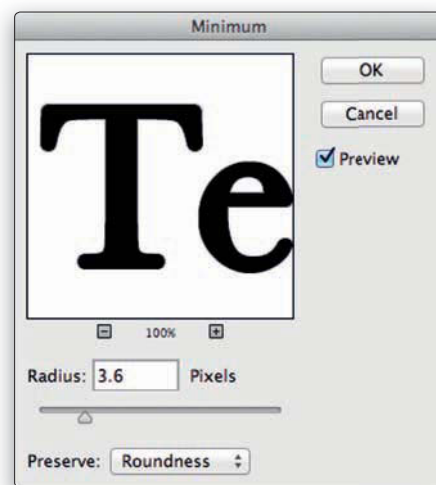 Minimum
Te
OK
Cancel
Preview
100%
Radius: 3.6 Pixels
Preserve: Roundness